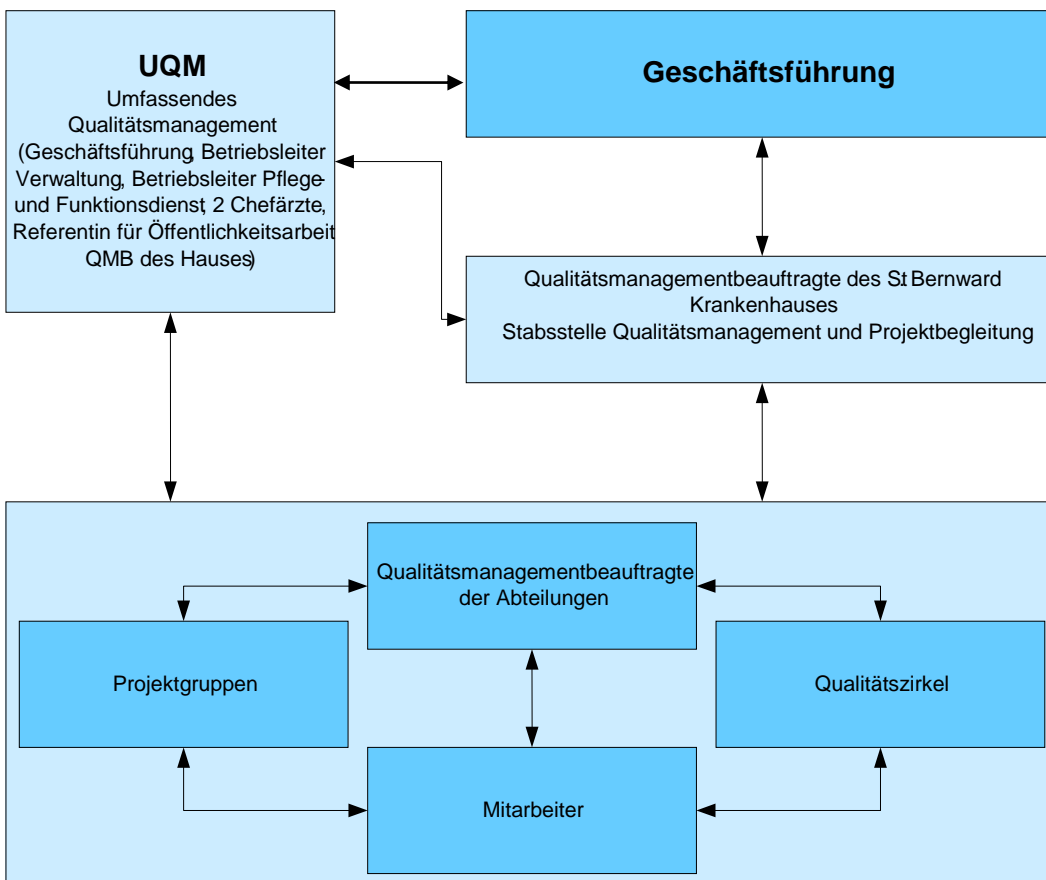 UQM
Umfassendes
Qualitätsmanagement
(Geschäftsführung, Betriebsleiter
Verwaltung, Betriebsleiter Pflege-
und Funktionsdienst, 2 Chefärzte,
Referentin für Öffentlichkeitsarbeit
QMB des Hauses)
Geschäftsführung
Qualitätsmanagementbeauftragte des St. Bernward
Krankenhauses
Stabsstelle Qualitätsmanagement und Projektbegleitung
Qualitätsmanagementbeauftragte
der Abteilungen
Projektgruppen
Qualitätszirkel
Mitarbeiter